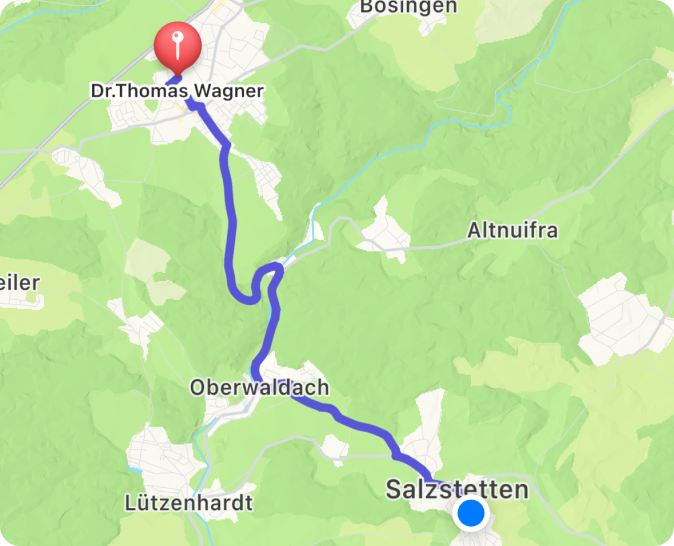 Bösingen
Dr.Thomas Wagner
Altnuifra
eiler
Oberwaldach
Salzstetten
Lützenhardt